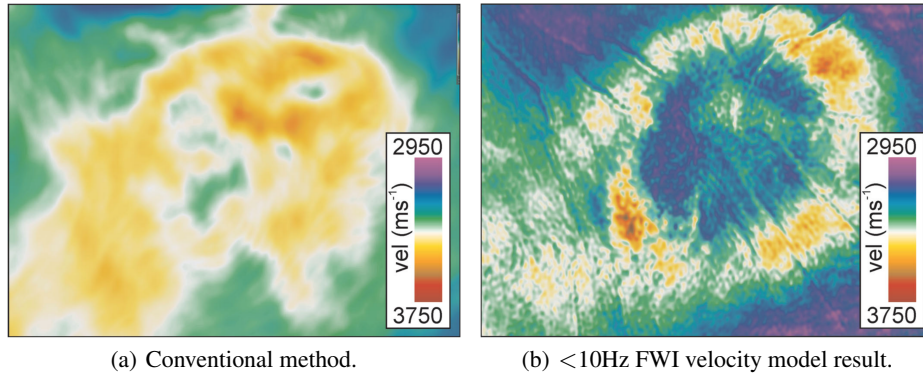 2950
vel (ms-1)
3750
2950
vel (ms-1)
3750
(a) Conventional method.
(b) <10Hz FWI velocity model result.